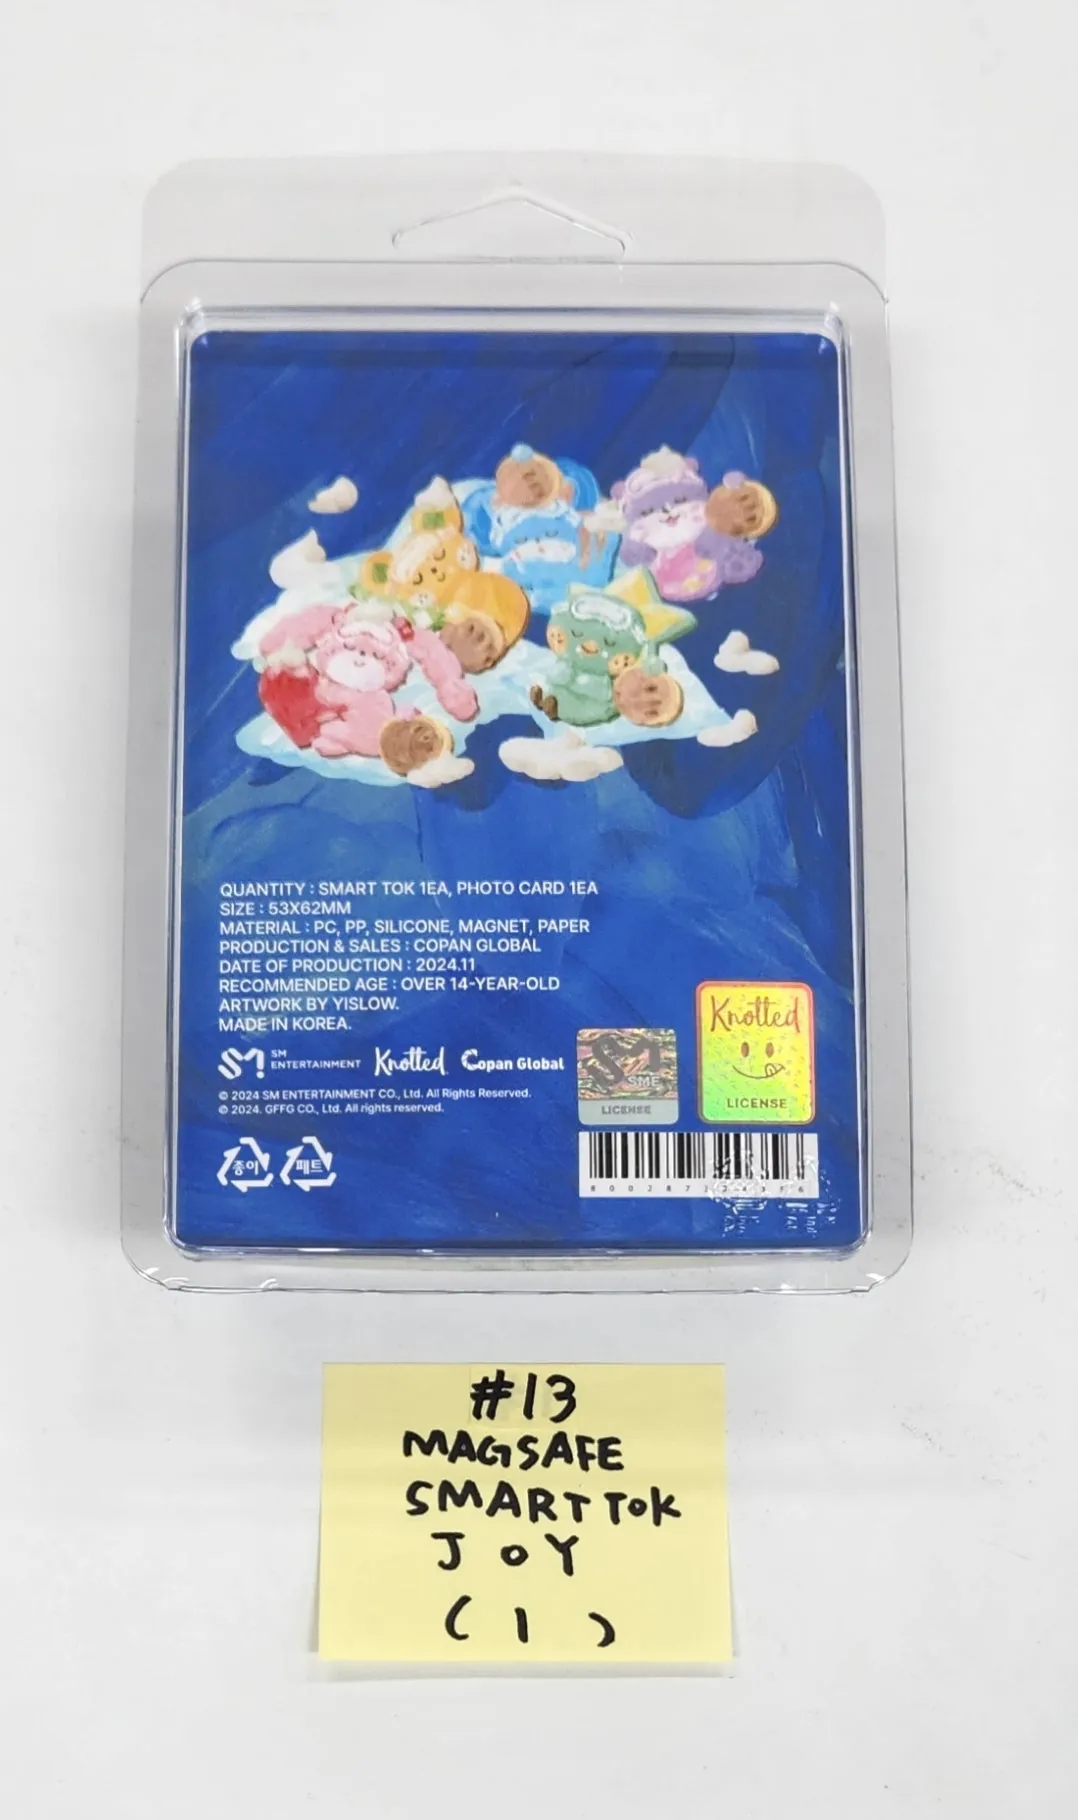 QUANTITY : SMART TOK 1EA, PHOTO CARD 1EA
SIZE : 53X62MM
MATERIAL : PC, PP, SILICONE, MAGNET, PAPER
PRODUCTION & SALES : COPAN GLOBAL
DATE OF PRODUCTION : 2024.11
RECOMMENDED AGE : OVER 14-YEAR-OLD
ARTWORK BY YISLOW.
MADE IN KOREA.
SM SM ENTERTAINMENT Knotted Copan Global
© 2024 SM ENTERTAINMENT CO., Ltd. All Rights Reserved.
© 2024. GFFG CO., Ltd. All rights reserved.
종이 페트
SM
SME
LICENSE
Knotted
LICENSE
#13
MAGSAFE
SMART TOK
JOY
(1)